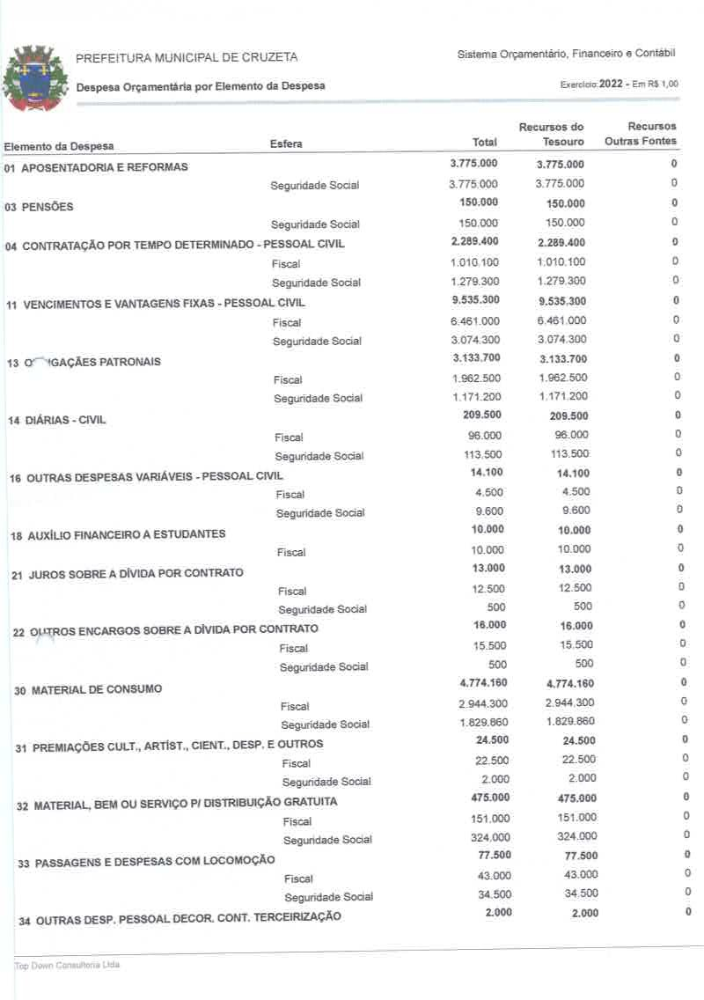 PREFEITURA MUNICIPAL DE CRUZETA
Sistema Orçamentário, Financeiro e Contábil
Despesa Orçamentária por Elemento da Despesa
Exercício: 2022 - Em R$ 1,00
Elemento da Despesa Esfera Total Recursos do Tesouro Recursos Outras Fontes
01 APOSENTADORIA E REFORMAS 3.775.000 3.775.000 0
Seguridade Social 3.775.000 3.775.000 0
03 PENSÕES 150.000 150.000 0
Seguridade Social 150.000 150.000 0
04 CONTRATAÇÃO POR TEMPO DETERMINADO - PESSOAL CIVIL 2.289.400 2.289.400 0
Fiscal 1.010.100 1.010.100 0
Seguridade Social 1.279.300 1.279.300 0
11 VENCIMENTOS E VANTAGENS FIXAS - PESSOAL CIVIL 9.535.300 9.535.300 0
Fiscal 6.461.000 6.461.000 0
Seguridade Social 3.074.300 3.074.300 0
13 PATRONAIS 3.133.700 3.133.700 0
Fiscal 1.962.500 1.962.500 0
Seguridade Social 1.171.200 1.171.200 0
14 DIÁRIAS - CIVIL 209.500 209.500 0
Fiscal 96.000 96.000 0
Seguridade Social 113.500 113.500 0
16 OUTRAS DESPESAS VARIÁVEIS - PESSOAL CIVIL 14.100 14.100 0
Fiscal 4.500 4.500 0
Seguridade Social 9.600 9.600 0
18 AUXÍLIO FINANCEIRO A ESTUDANTES 10.000 10.000 0
Fiscal 10.000 10.000 0
21 JUROS SOBRE A DÍVIDA POR CONTRATO 13.000 13.000 0
Fiscal 12.500 12.500 0
Seguridade Social 500 500 0
22 OUTROS ENCARGOS SOBRE A DÍVIDA POR CONTRATO 16.000 16.000 0
Fiscal 15.500 15.500 0
Seguridade Social 500 500 0
30 MATERIAL DE CONSUMO 4.774.160 4.774.160 0
Fiscal 2.944.300 2.944.300 0
Seguridade Social 1.829.860 1.829.860 0
31 PREMIAÇÕES CULT., ARTÍST., CIENT., DESP. E OUTROS 24.500 24.500 0
Fiscal 22.500 22.500 0
Seguridade Social 2.000 2.000 0
32 MATERIAL, BEM OU SERVIÇO P/ DISTRIBUIÇÃO GRATUITA 475.000 475.000 0
Fiscal 151.000 151.000 0
Seguridade Social 324.000 324.000 0
33 PASSAGENS E DESPESAS COM LOCOMOÇÃO 77.500 77.500 0
Fiscal 43.000 43.000 0
Seguridade Social 34.500 34.500 0
34 OUTRAS DESP. PESSOAL DECOR. CONT. TERCEIRIZAÇÃO 2.000 2.000 0
Top Down Consultoria Ltda